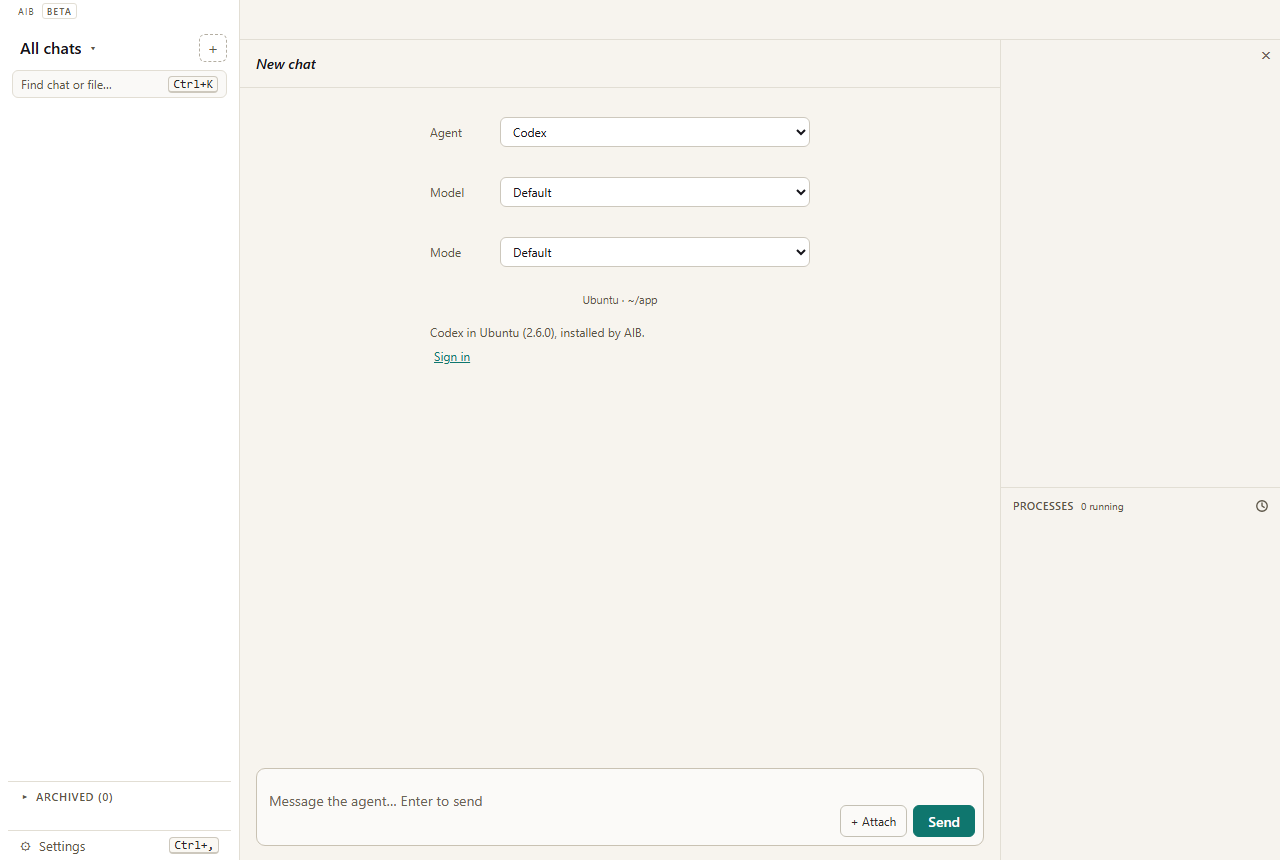 AIB BETA
All chats
+
Find chat or file... Ctrl+K
ARCHIVED (0)
Settings Ctrl+,
New chat
Agent Codex
Model Default
Mode Default
Ubuntu · ~/app
Codex in Ubuntu (2.6.0), installed by AIB.
Sign in
Message the agent... Enter to send
+ Attach Send
×
PROCESSES 0 running